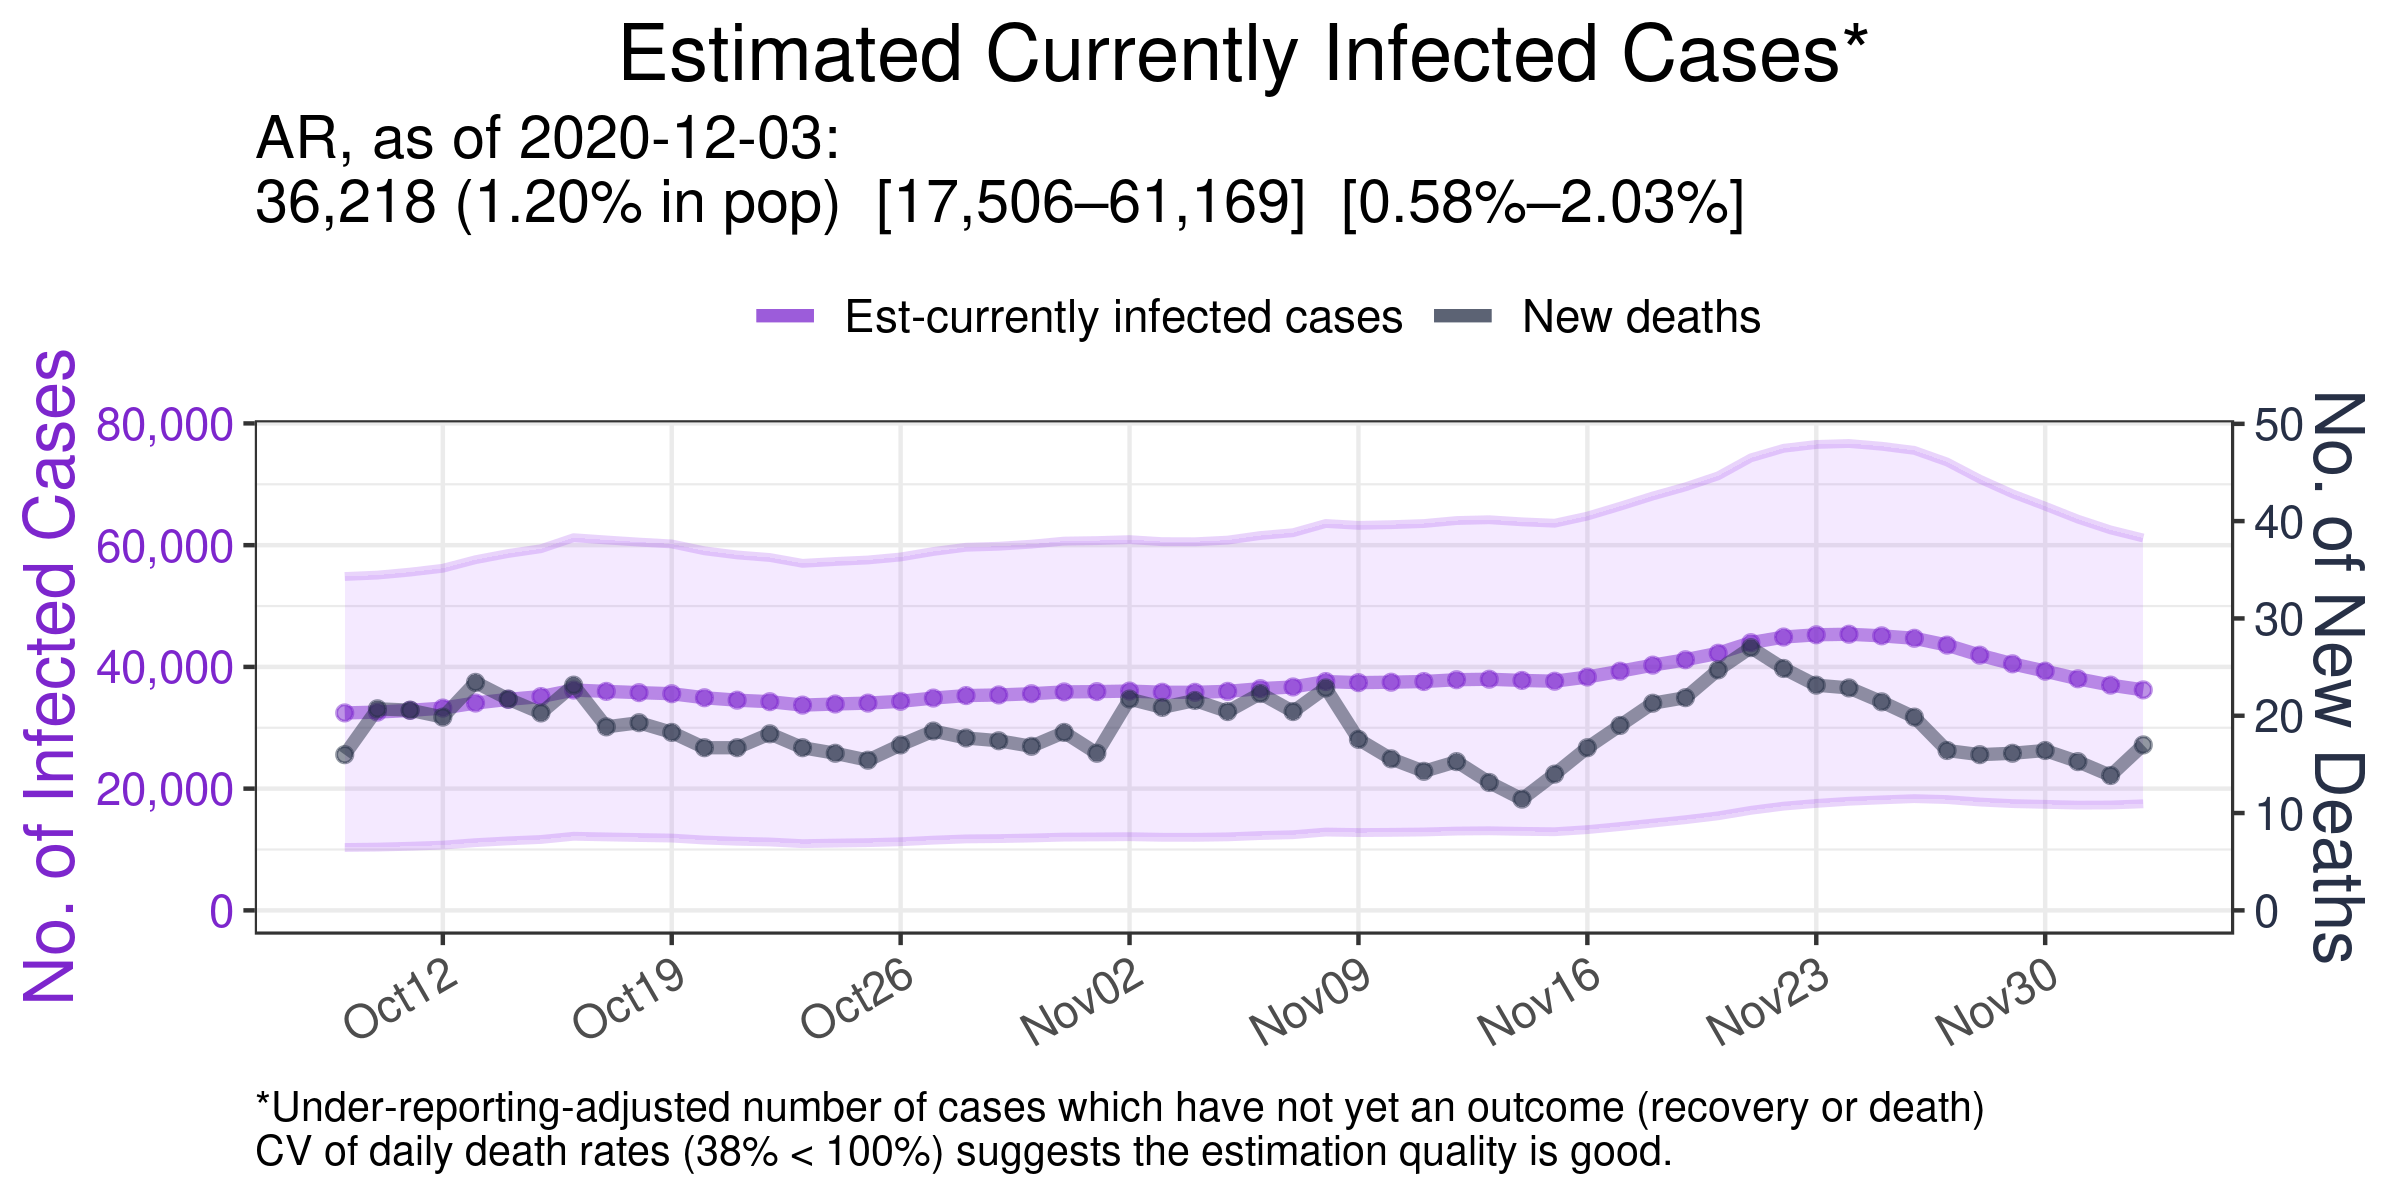 Estimated Currently Infected Cases*
AR, as of 2020-12-03:
36,218 (1.20% in pop)  [17,506–61,169]  [0.58%–2.03%]
Est-currently infected cases
New deaths
No. of Infected Cases
80,000
60,000
40,000
20,000
0
50
40
30
20
10
0
No. of New Deaths
Oct12
Oct19
Oct26
Nov02
Nov09
Nov16
Nov23
Nov30
*Under-reporting-adjusted number of cases which have not yet an outcome (recovery or death)
CV of daily death rates (38% < 100%) suggests the estimation quality is good.